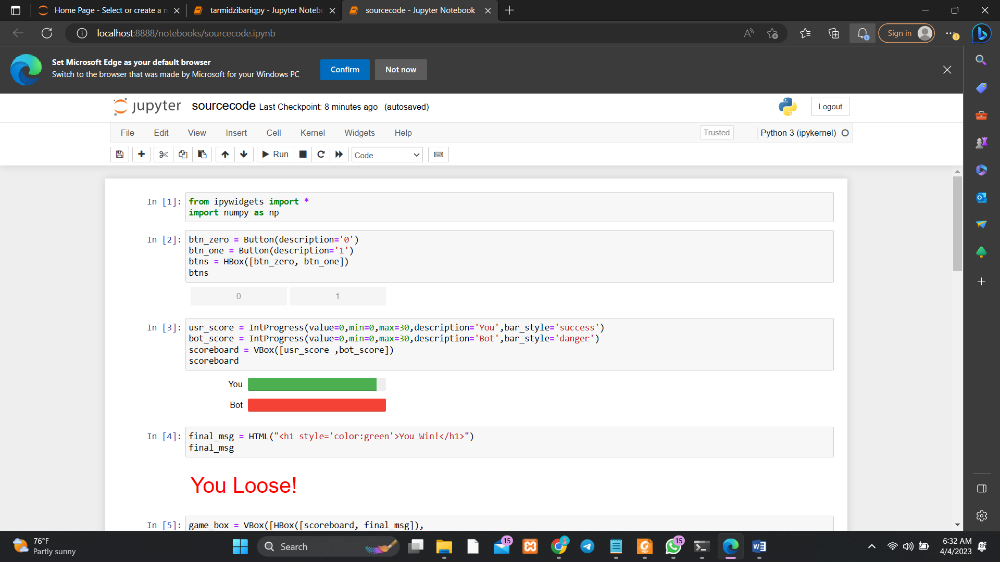 Home Page - Select or create a n
tarmidzibariqpy - Jupyter Notebo
sourcecode - Jupyter Notebook
localhost:8888/notebooks/sourcecode.ipynb
Sign in
Set Microsoft Edge as your default browser
Switch to the browser that was made by Microsoft for your Windows PC
Confirm
Not now
jupyter sourcecode Last Checkpoint: 8 minutes ago (autosaved)
Logout
File Edit View Insert Cell Kernel Widgets Help
Trusted
Python 3 (ipykernel)
Run
Code
In [1]: from ipywidgets import *
import numpy as np
In [2]: btn_zero = Button(description='0')
btn_one = Button(description='1')
btns = HBox([btn_zero, btn_one])
btns
0 1
In [3]: usr_score = IntProgress(value=0,min=0,max=30,description='You',bar_style='success')
bot_score = IntProgress(value=0,min=0,max=30,description='Bot',bar_style='danger')
scoreboard = VBox([usr_score ,bot_score])
scoreboard
You
Bot
In [4]: final_msg = HTML("<h1 style='color:green'>You Win!</h1>")
final_msg
You Loose!
In [5]: game_box = VBox([HBox([scoreboard, final_msg]),
76°F
Partly sunny
Search
15
3
PDF
15
6:32 AM
4/4/2023